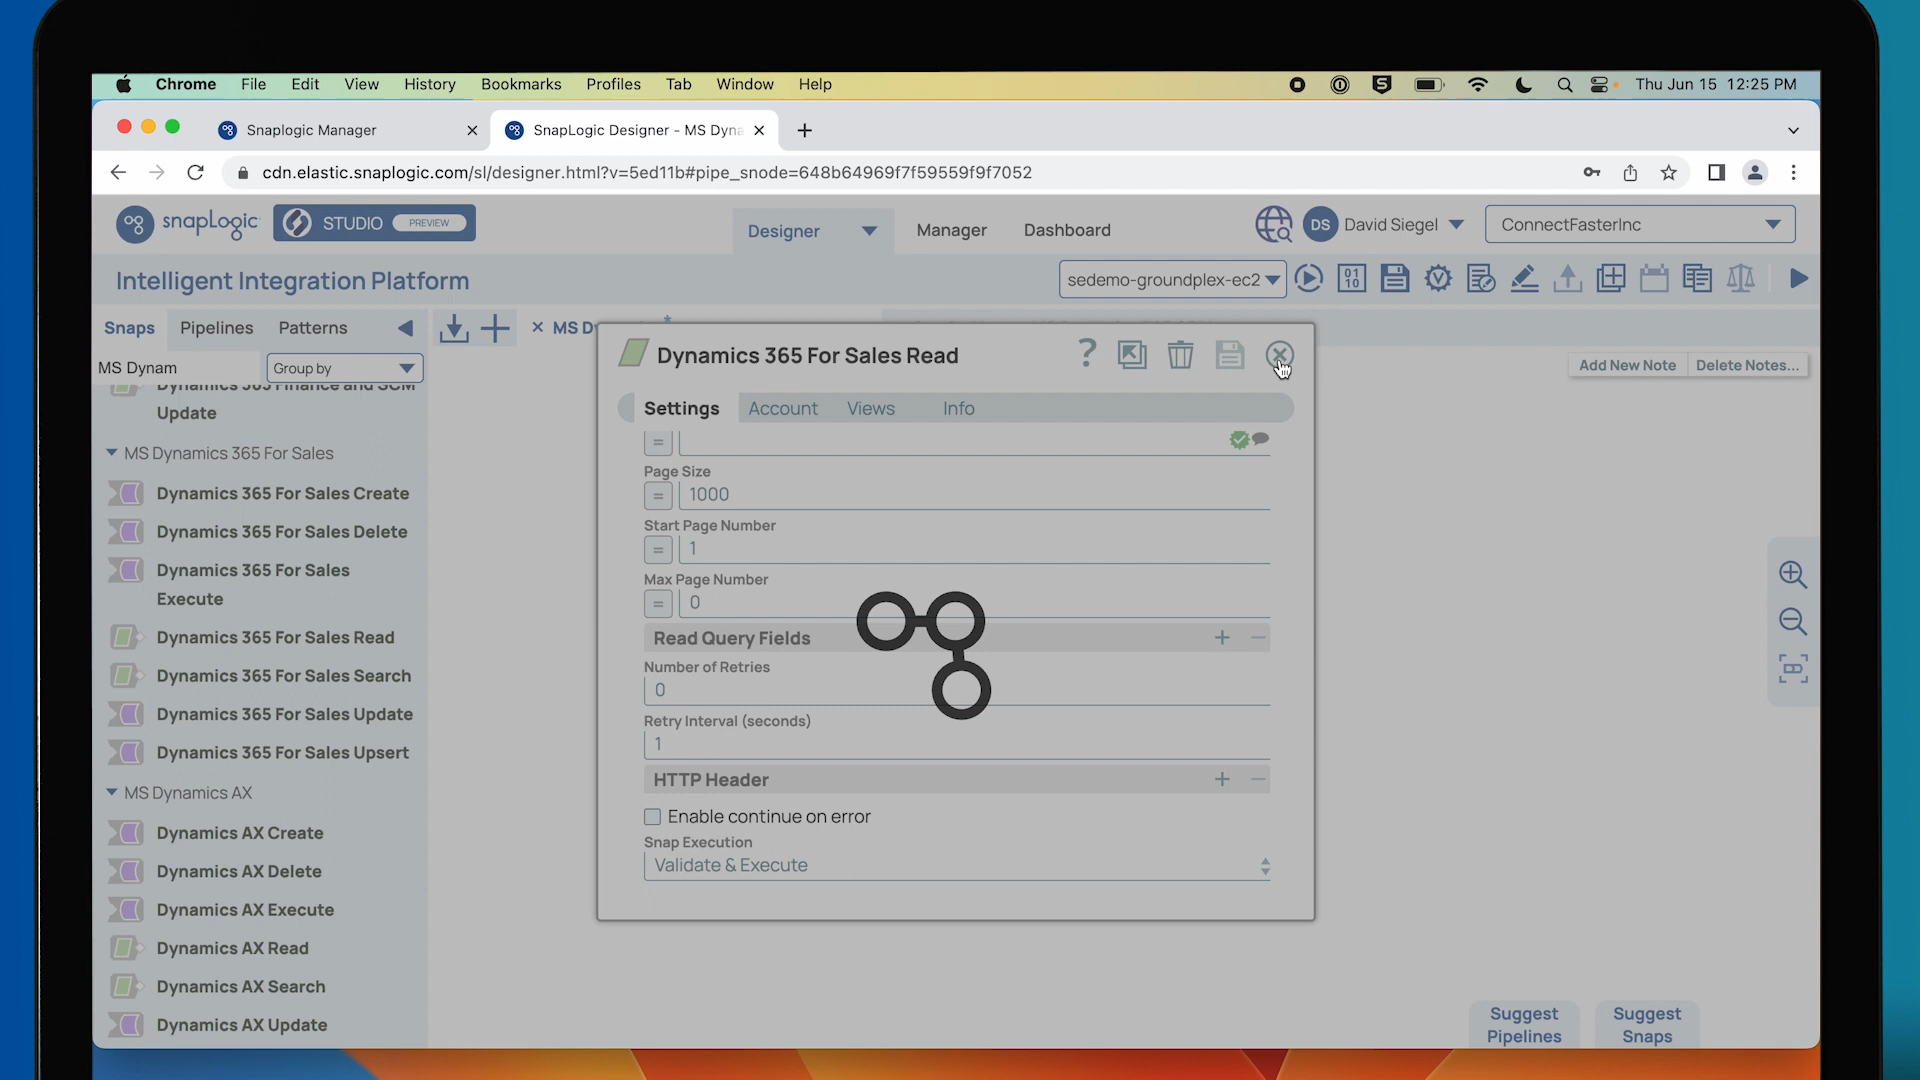 Chrome File Edit View History Bookmarks Profiles Tab Window Help Thu Jun 15 12:25 PM
Snaplogic Manager SnapLogic Designer - MS Dyna
cdn.elastic.snaplogic.com/sl/designer.html?v=5ed11b#pipe_snode=648b64969f7f59559f9f7052
snapLogic STUDIO PREVIEW Designer Manager Dashboard DS David Siegel ConnectFasterInc
Intelligent Integration Platform sedemo-groundplex-ec2
Snaps Pipelines Patterns MS D
MS Dynam Group by
Dynamics 365 For Sales Read
Add New Note Delete Notes...
Settings Account Views Info
Dynamics 365 Finance and SCM
Update
MS Dynamics 365 For Sales
Dynamics 365 For Sales Create
Dynamics 365 For Sales Delete
Dynamics 365 For Sales
Execute
Dynamics 365 For Sales Read
Dynamics 365 For Sales Search
Dynamics 365 For Sales Update
Dynamics 365 For Sales Upsert
MS Dynamics AX
Dynamics AX Create
Dynamics AX Delete
Dynamics AX Execute
Dynamics AX Read
Dynamics AX Search
Dynamics AX Update
=
Page Size
= 1000
Start Page Number
= 1
Max Page Number
= 0
Read Query Fields
Number of Retries
0
Retry Interval (seconds)
1
HTTP Header
Enable continue on error
Snap Execution
Validate & Execute
Suggest
Pipelines
Suggest
Snaps